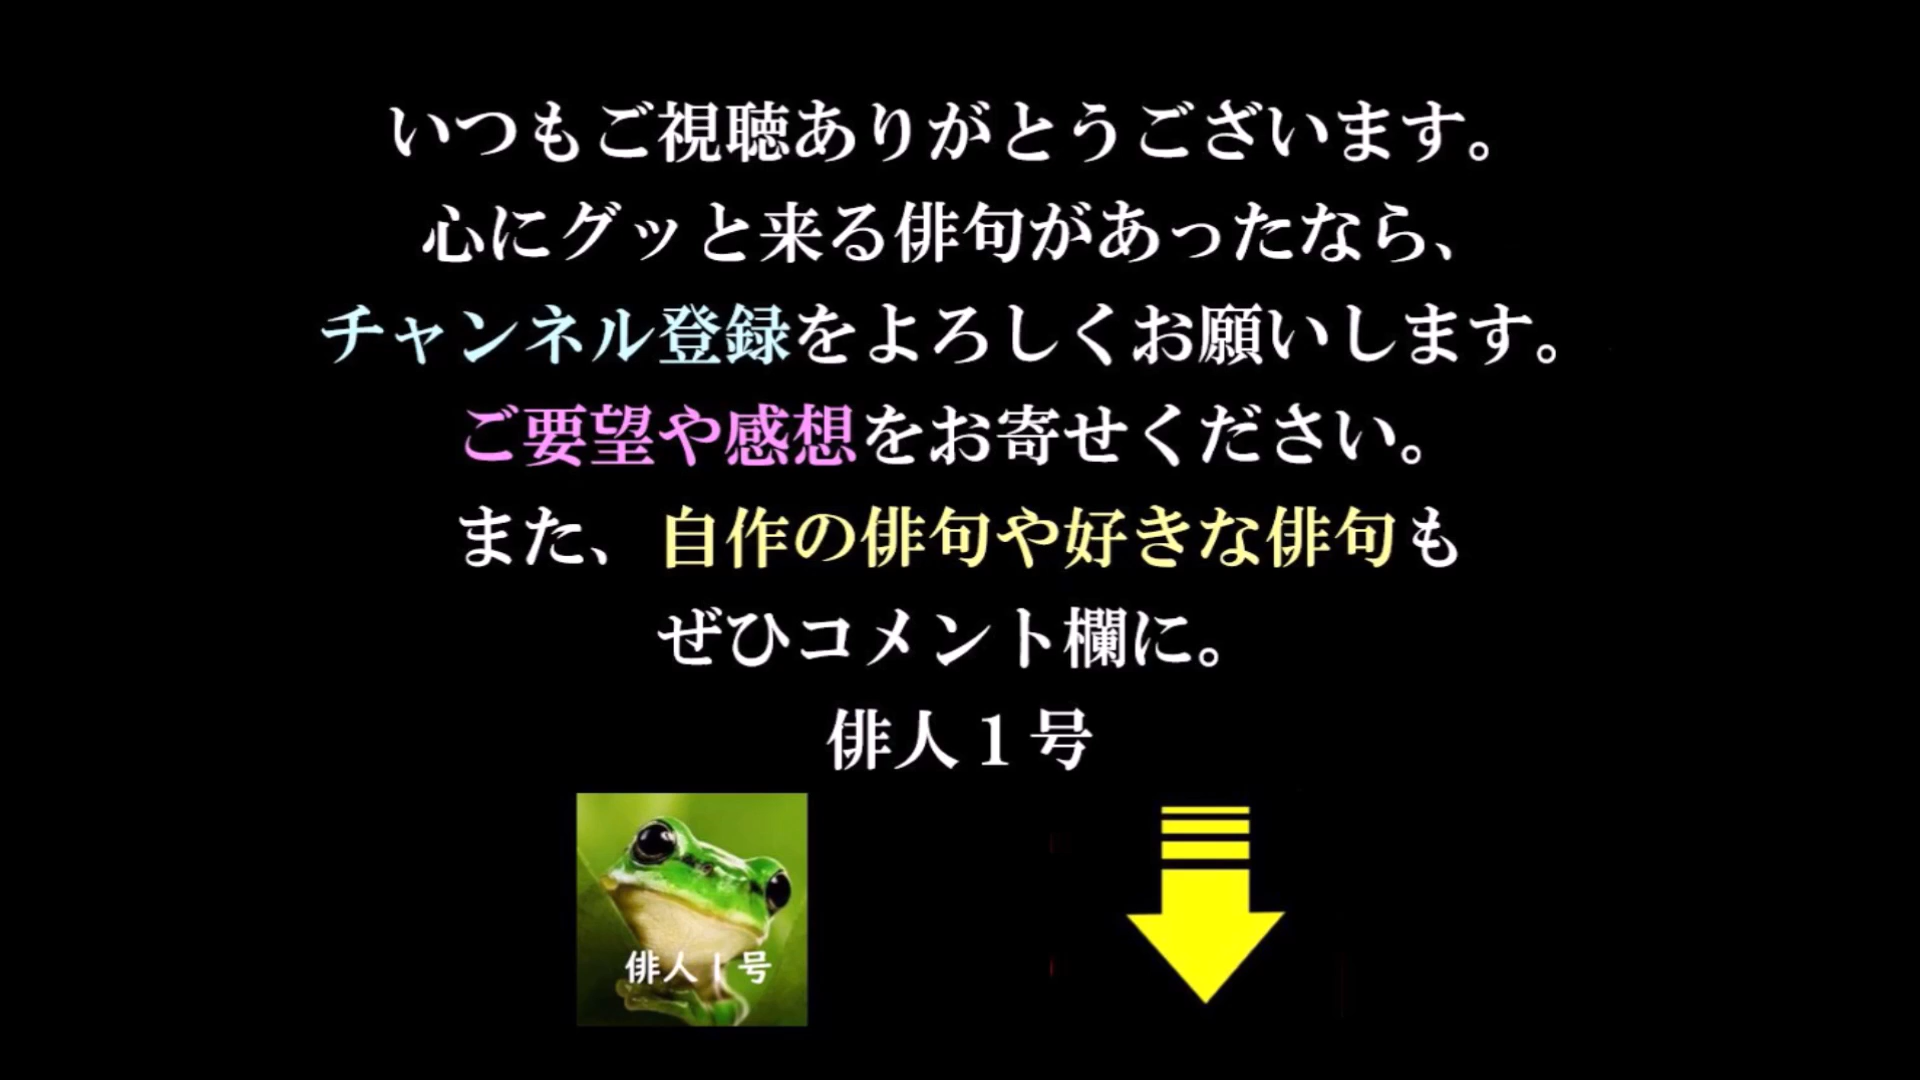 いつもご視聴ありがとうございます。
心にグッと来る俳句があったなら、
チャンネル登録をよろしくお願いします。
ご要望や感想をお寄せください。
また、自作の俳句や好きな俳句も
ぜひコメント欄に。
俳人１号
俳人１号